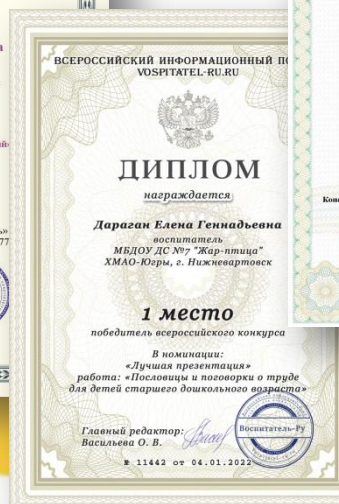 ВСЕРОССИЙСКИЙ ИНФОРМАЦИОННЫЙ
VOSPITATEL-RU.RU
ДИПЛОМ
награждается
Дараган Елена Геннадьевна
воспитатель
МБДОУ ДС №7 "Жар-птица"
ХМАО-Югры, г. Нижневартовск
1 место
победитель всероссийского конкурса
В номинации:
«Лучшая презентация»
работа: «Пословицы и поговорки о труде
для детей старшего дошкольного возраста»
Главный редактор:
Васильева О. В.
Воспитатель-Ру
№ 11442 от 04.01.2022